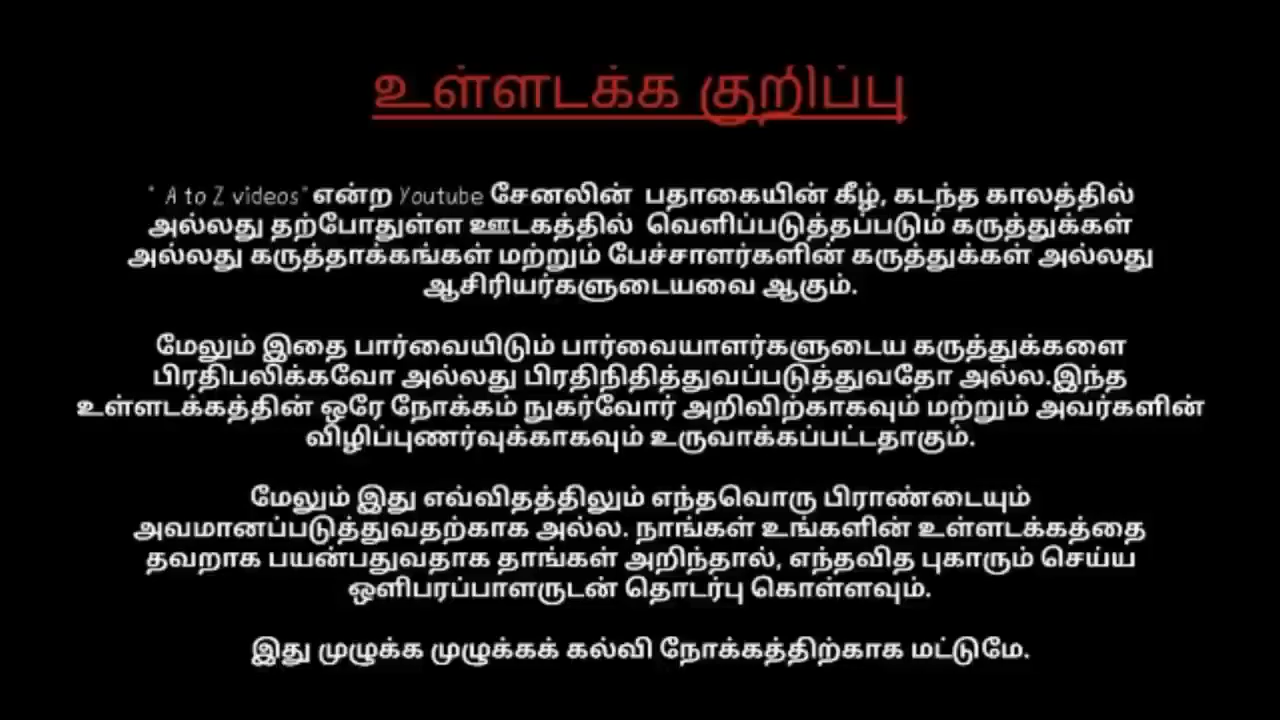 உள்ளடக்க குறிப்பு
" A to Z videos" என்ற Youtube சேனலின் பதாகையின் கீழ், கடந்த காலத்தில்
அல்லது தற்போதுள்ள ஊடகத்தில் வெளிப்படுத்தப்படும் கருத்துக்கள்
அல்லது கருத்தாக்கங்கள் மற்றும் பேச்சாளர்களின் கருத்துக்கள் அல்லது
ஆசிரியர்களுடையவை ஆகும்.
மேலும் இதை பார்வையிடும் பார்வையாளர்களுடைய கருத்துக்களை
பிரதிபலிக்கவோ அல்லது பிரதிநிதித்துவப்படுத்துவதோ அல்ல.இந்த
உள்ளடக்கத்தின் ஒரே நோக்கம் நுகர்வோர் அறிவிற்காகவும் மற்றும் அவர்களின்
விழிப்புணர்வுக்காகவும் உருவாக்கப்பட்டதாகும்.
மேலும் இது எவ்விதத்திலும் எந்தவொரு பிராண்டையும்
அவமானப்படுத்துவதற்காக அல்ல. நாங்கள் உங்களின் உள்ளடக்கத்தை
தவறாக பயன்பதுவதாக தாங்கள் அறிந்தால், எந்தவித புகாரும் செய்ய
ஒளிபரப்பாளருடன் தொடர்பு கொள்ளவும்.
இது முழுக்க முழுக்கக் கல்வி நோக்கத்திற்காக மட்டுமே.